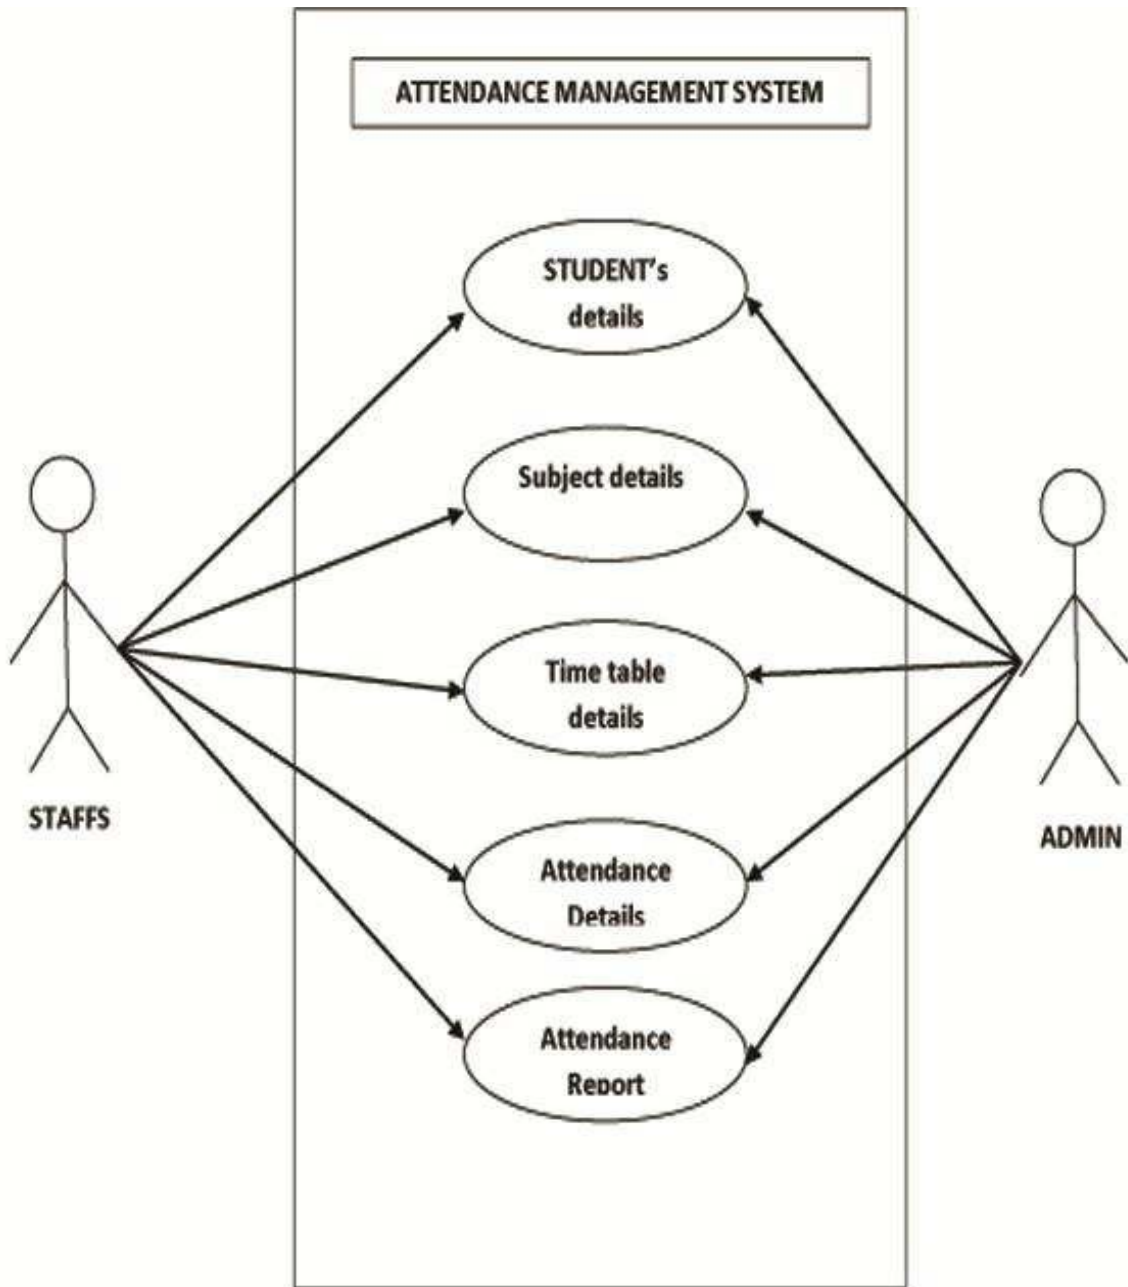 ATTENDANCE MANAGEMENT SYSTEM
STUDENT's
details
Subject details
Time table
details
STAFFS
ADMIN
Attendance
Details
Attendance
Report